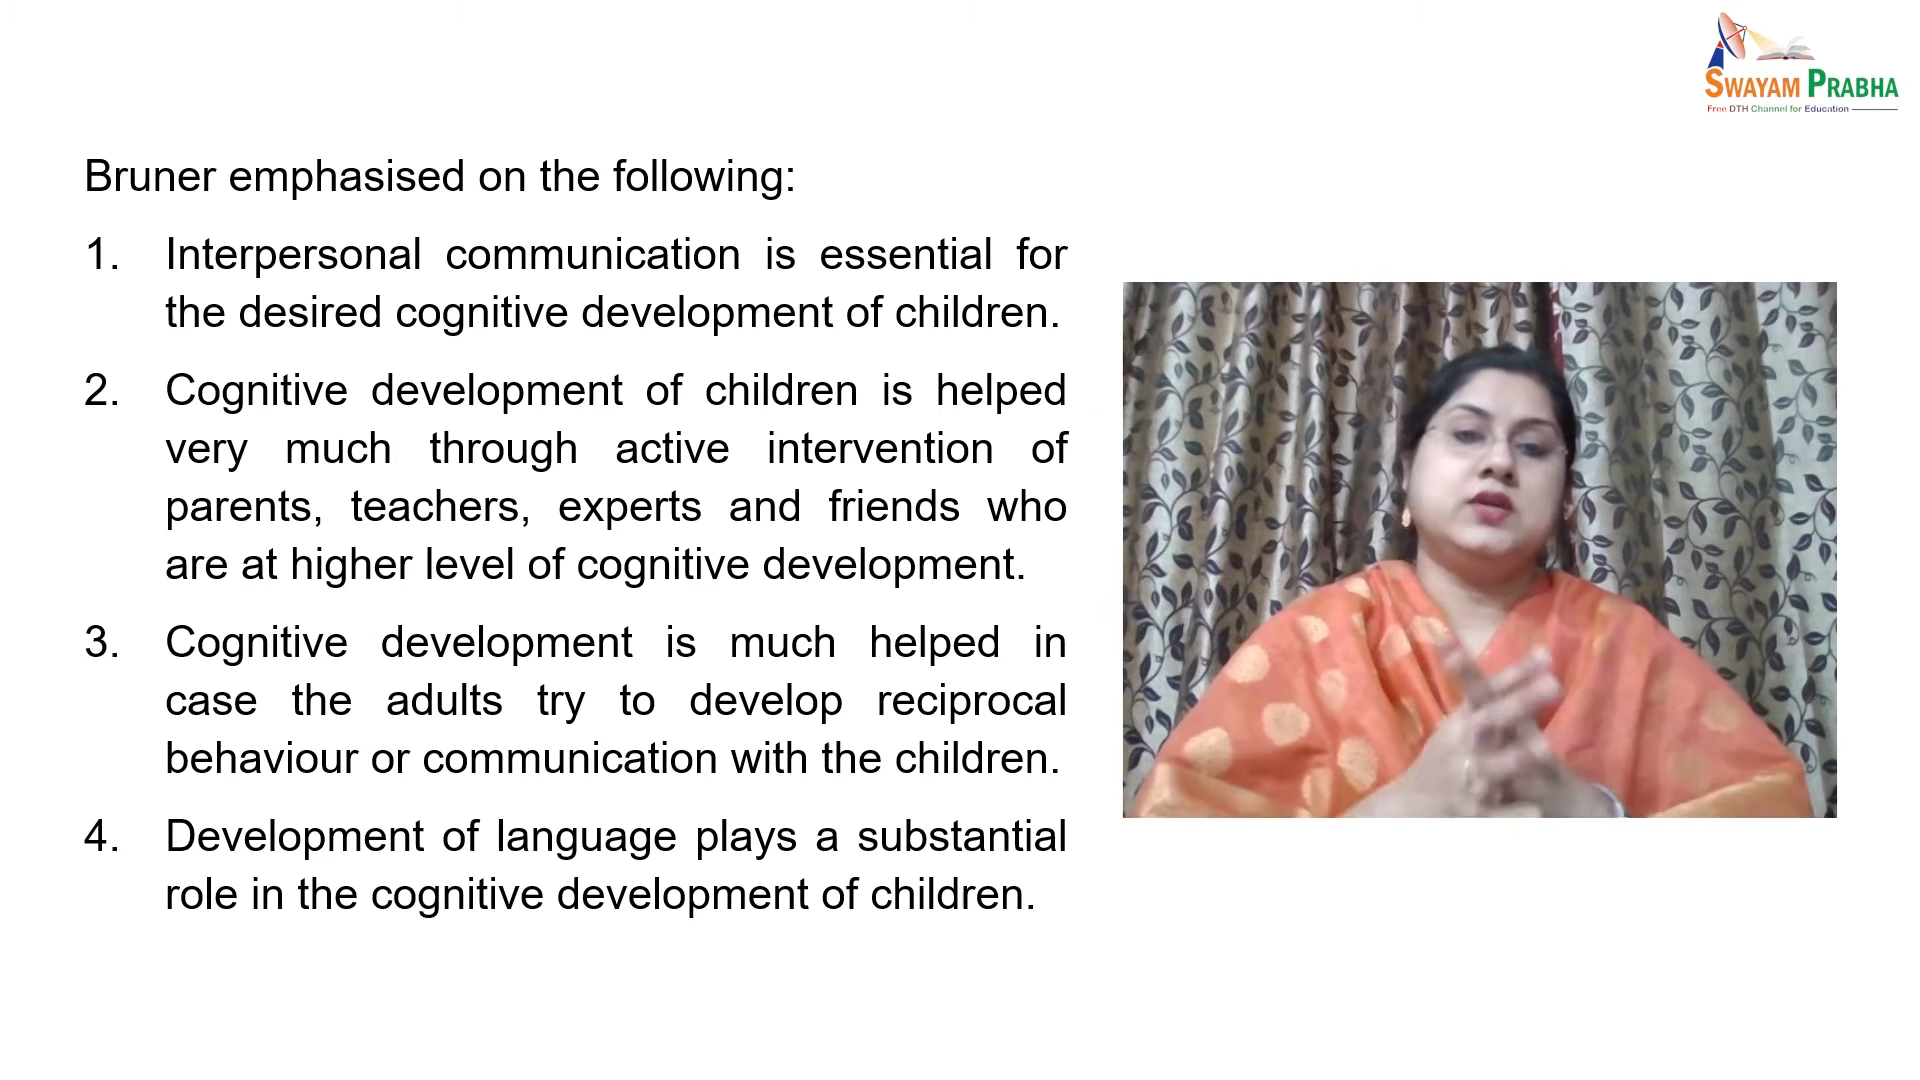 SWAYAM PRABHA
Free DTH Channel for Education
Bruner emphasised on the following:
1. Interpersonal communication is essential for
the desired cognitive development of children.
2. Cognitive development of children is helped
very much through active intervention of
parents, teachers, experts and friends who
are at higher level of cognitive development.
3. Cognitive development is much helped in
case the adults try to develop reciprocal
behaviour or communication with the children.
4. Development of language plays a substantial
role in the cognitive development of children.